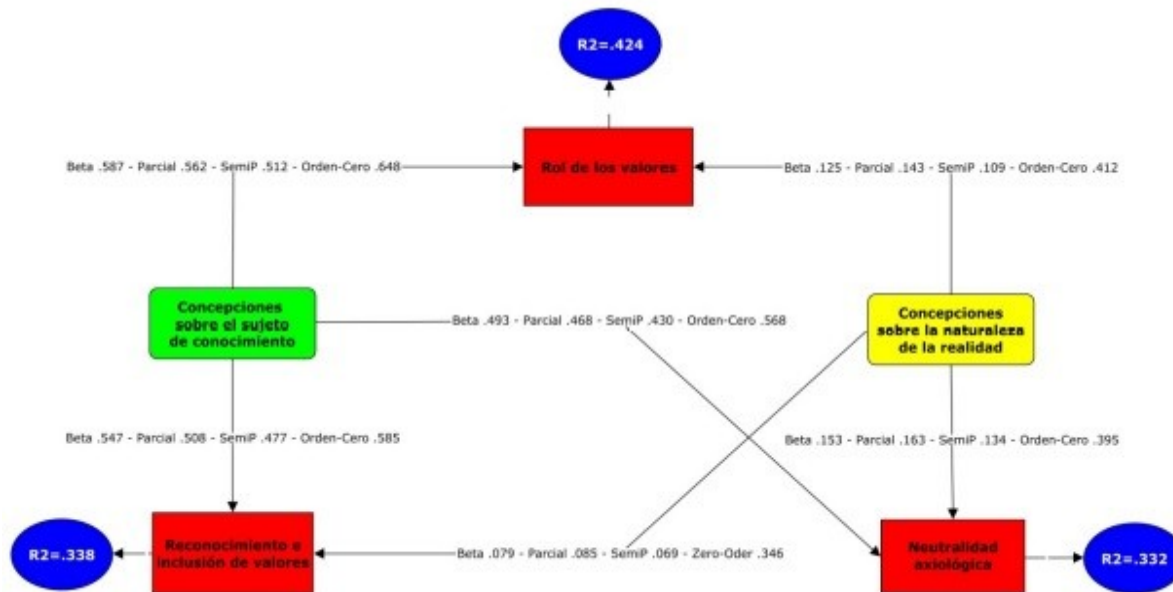 R2=.424
Rol de los valores
Beta .587 - Parcial .562 - SemiP .512 - Orden-Cero .648
Beta .125 - Parcial .143 - SemiP .109 - Orden-Cero .412
Concepciones
sobre el sujeto
de conocimiento
Beta .493 - Parcial .468 - SemiP .430 - Orden-Cero .568
Concepciones
sobre la naturaleza
de la realidad
Beta .547 - Parcial .508 - SemiP .477 - Orden-Cero .585
Beta .153 - Parcial .163 - SemiP .134 - Orden-Cero .395
R2=.338
Reconocimiento e
inclusión de valores
Beta .079 - Parcial .085 - SemiP .069 - Zero-Oder .346
Neutralidad
axiológica
R2=.332